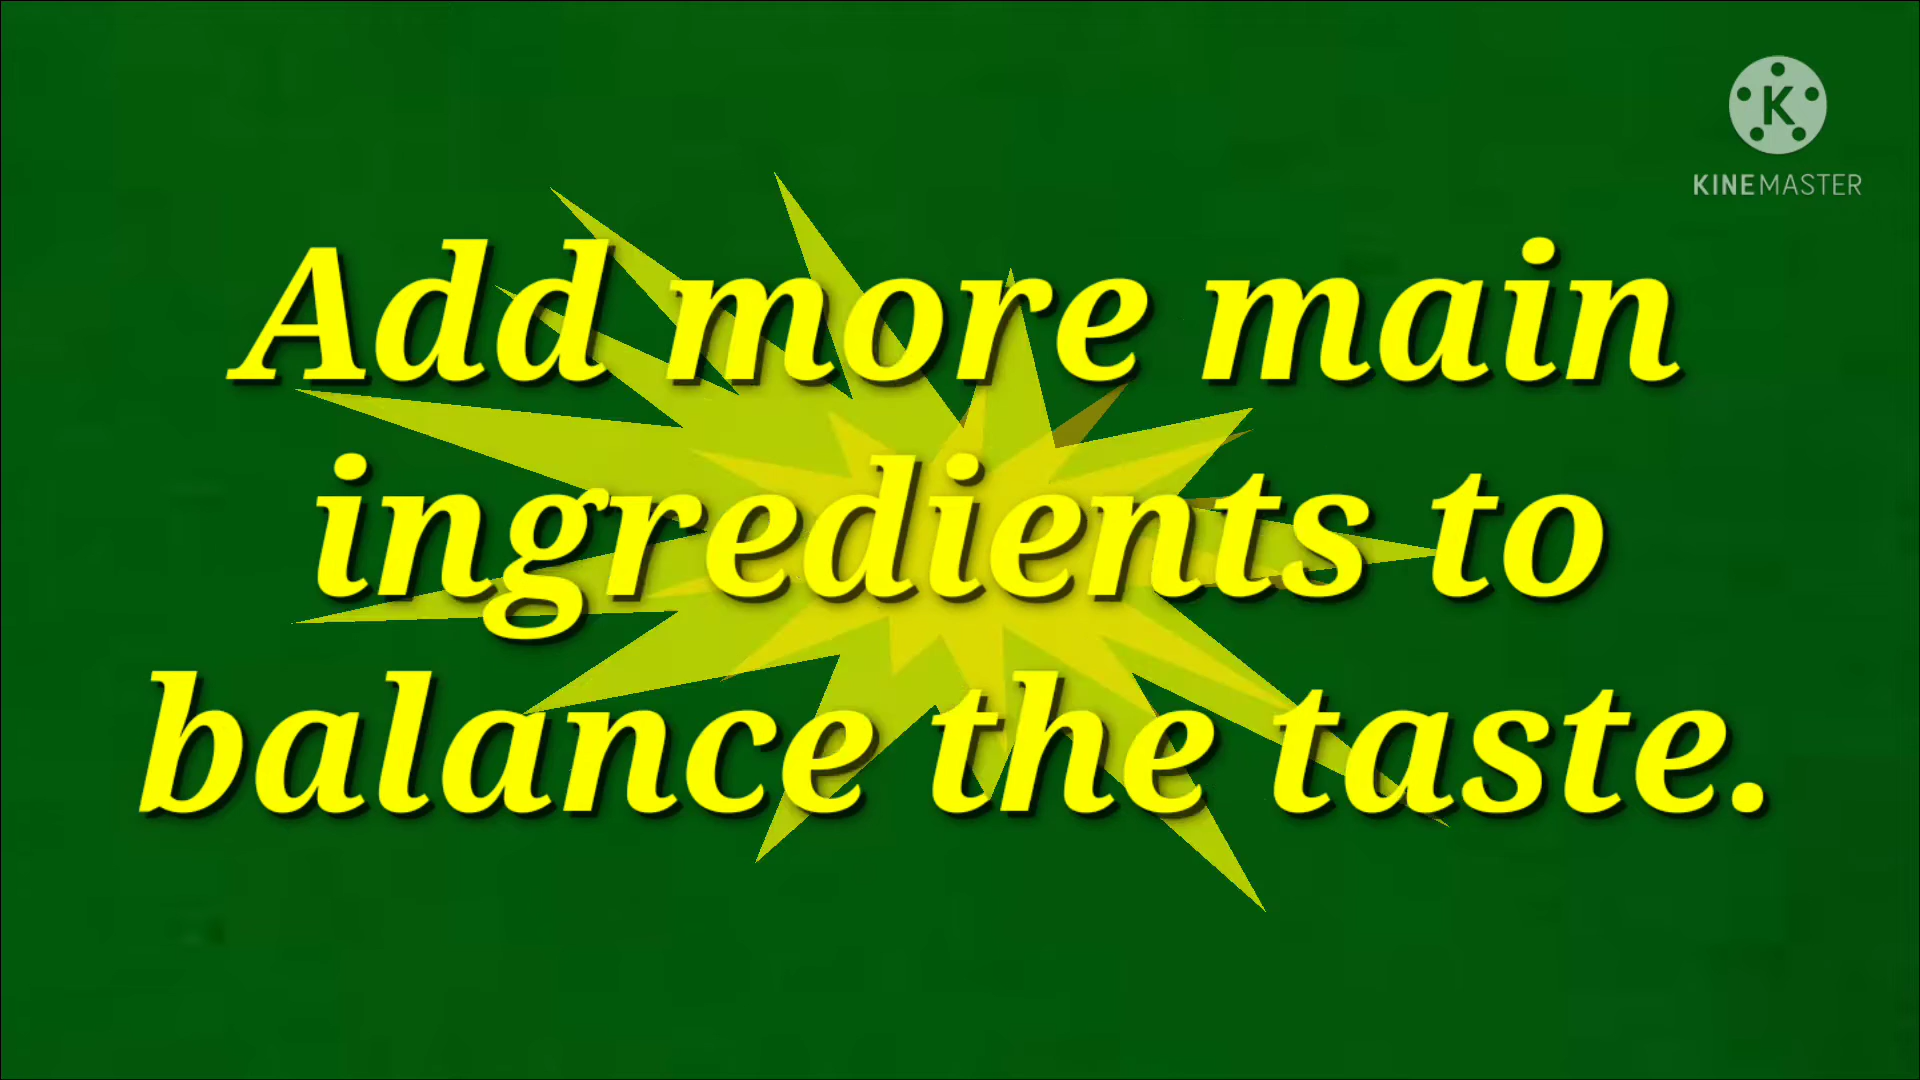 K
KINEMASTER
Add more main
ingredients to
balance the taste.